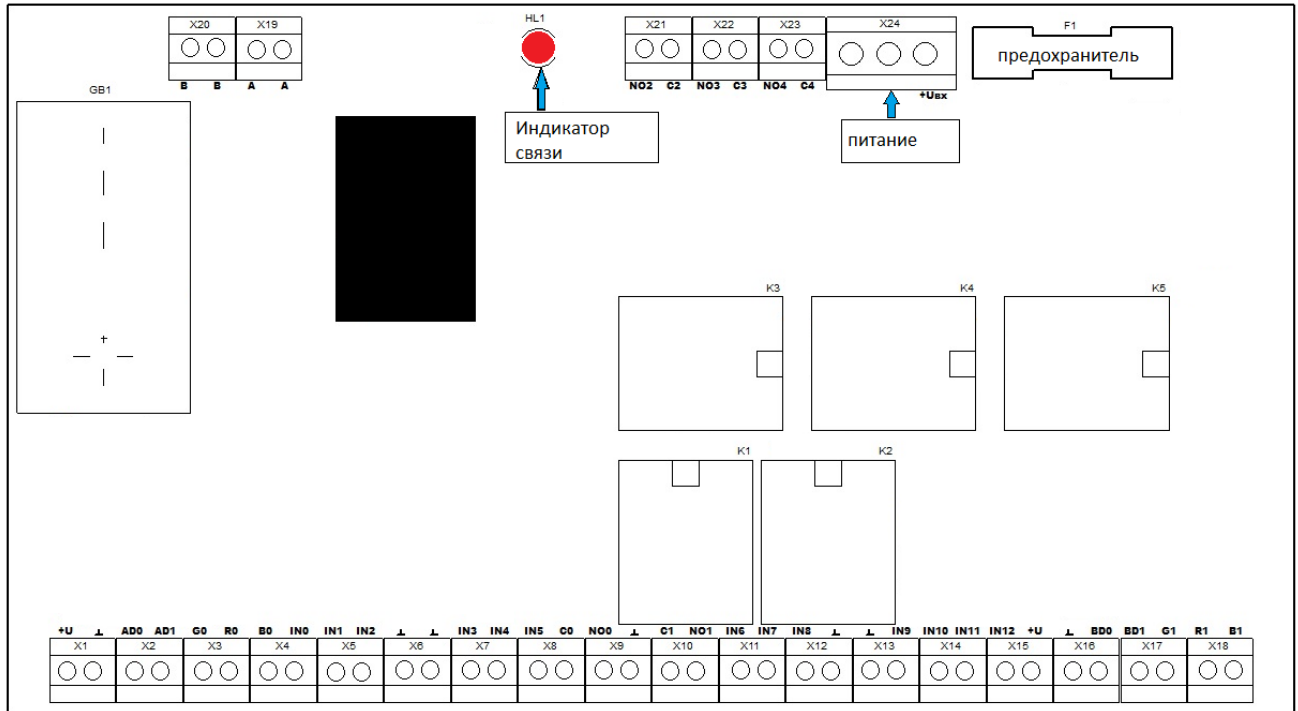 X20 X19 HL1 X21 X22 X23 X24 F1
предохранитель
B B A A NO2 C2 NO3 C3 NO4 C4 +Uвх
GB1
Индикатор
связи
питание
K3 K4 K5
K1 K2
+U ⊥ AD0 AD1 G0 R0 B0 IN0 IN1 IN2 ⊥ ⊥ IN3 IN4 IN5 C0 NO0 ⊥ C1 NO1 IN6 IN7 IN8 ⊥ ⊥ IN9 IN10 IN11 IN12 +U ⊥ BD0 BD1 G1 R1 B1
X1 X2 X3 X4 X5 X6 X7 X8 X9 X10 X11 X12 X13 X14 X15 X16 X17 X18